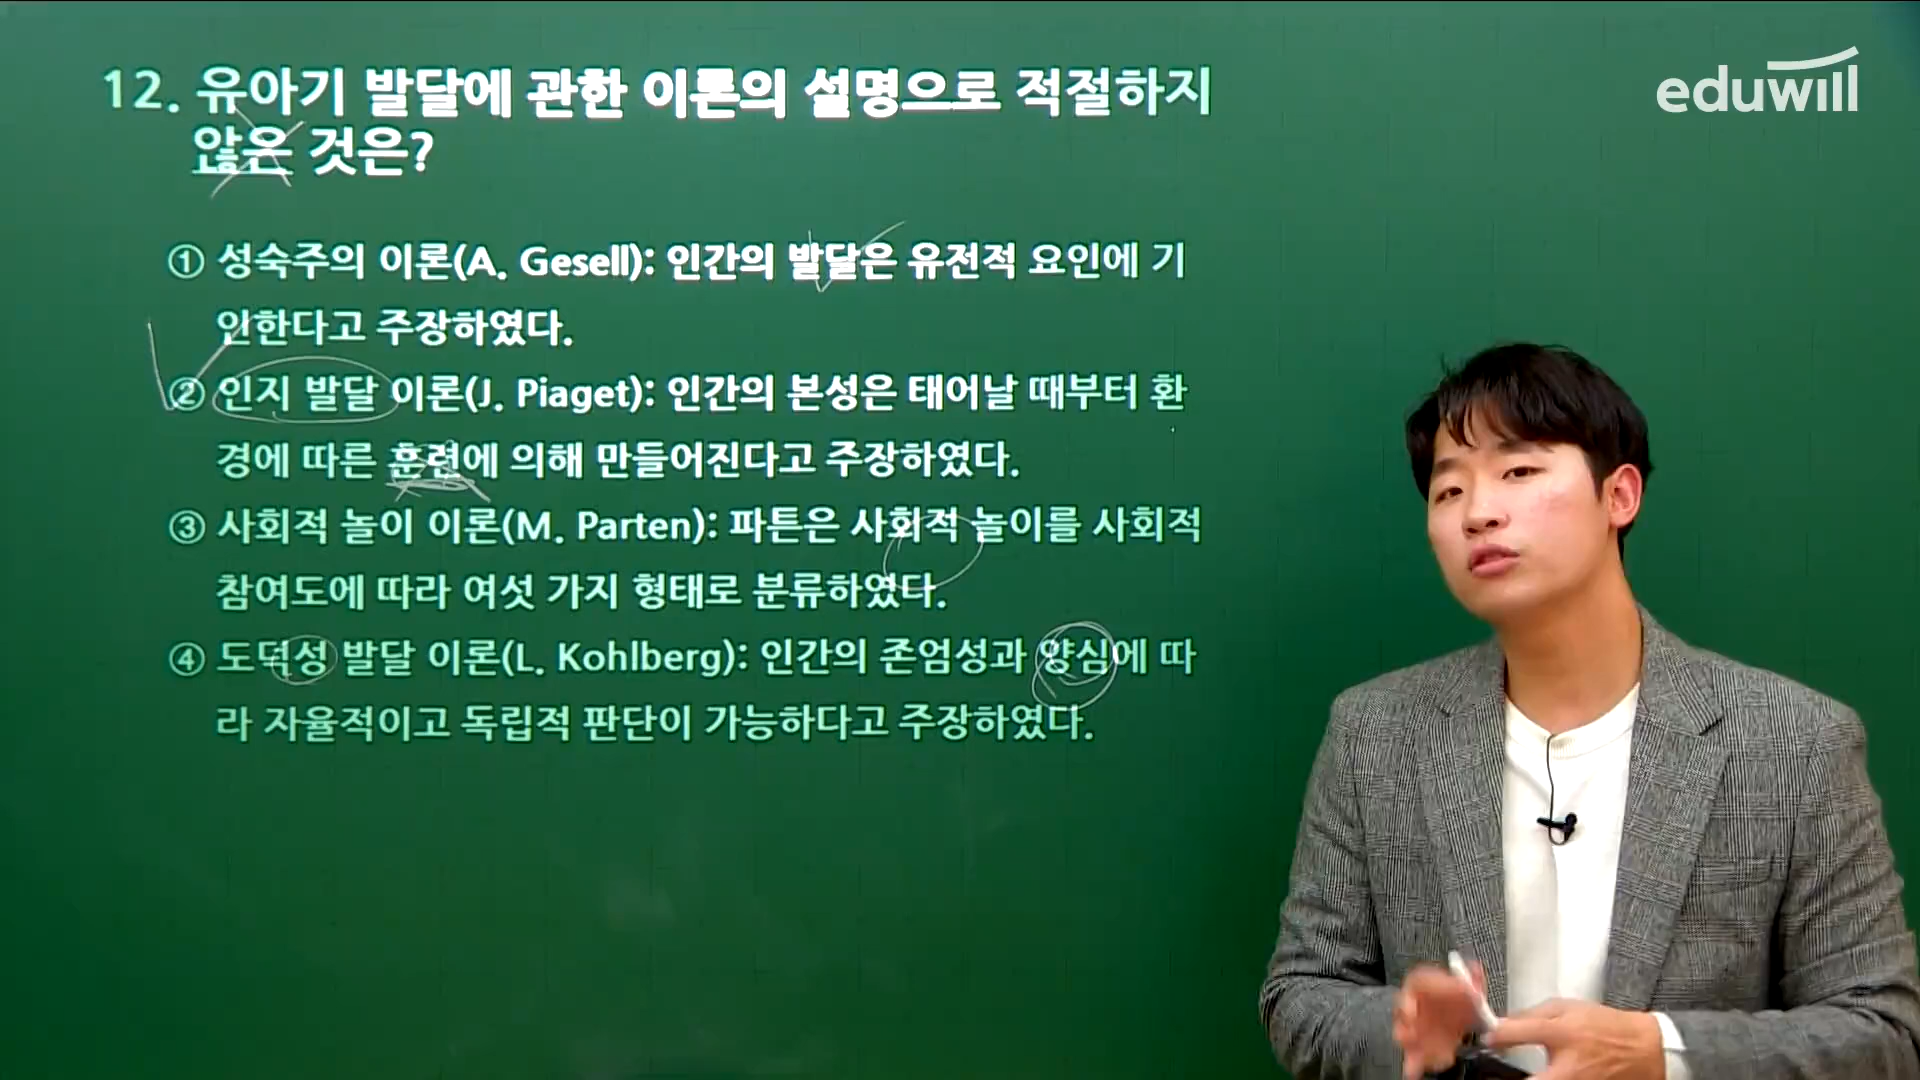 12. 유아기 발달에 관한 이론의 설명으로 적절하지
않은 것은?
eduwill
① 성숙주의 이론(A. Gesell): 인간의 발달은 유전적 요인에 기
인한다고 주장하였다.
② 인지 발달 이론(J. Piaget): 인간의 본성은 태어날 때부터 환
경에 따른 훈련에 의해 만들어진다고 주장하였다.
③ 사회적 놀이 이론(M. Parten): 파튼은 사회적 놀이를 사회적
참여도에 따라 여섯 가지 형태로 분류하였다.
④ 도덕성 발달 이론(L. Kohlberg): 인간의 존엄성과 양심에 따
라 자율적이고 독립적 판단이 가능하다고 주장하였다.